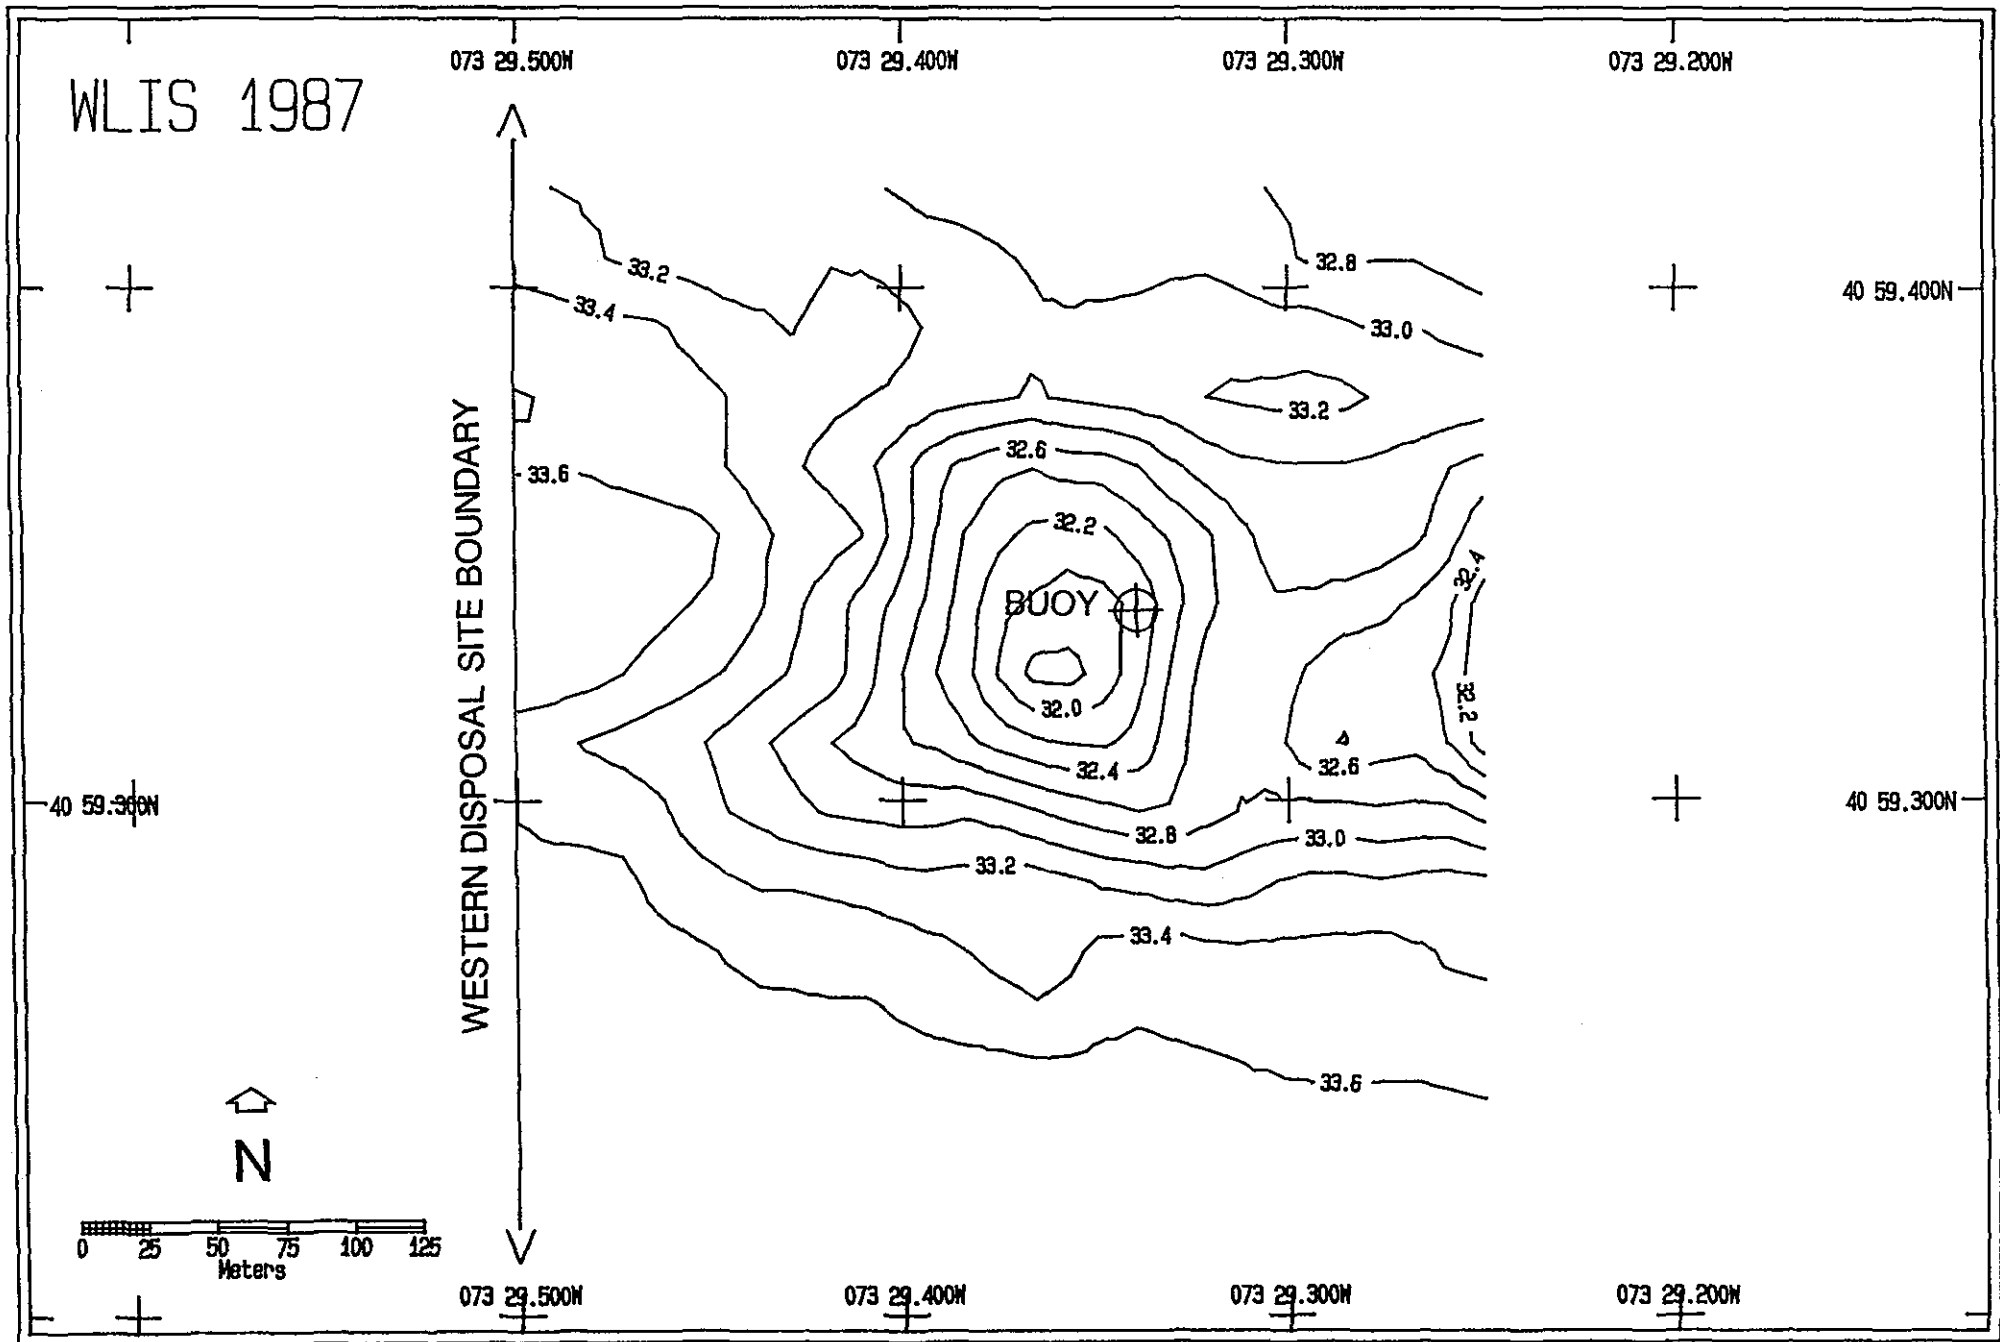 073 29.500W
073 29.400W
073 29.300W
073 29.200W
WLIS 1987
33.2
32.8
40 59.400N
33.4
33.0
33.2
32.6
33.6
32.2
32.4
BUOY
WESTERN DISPOSAL SITE BOUNDARY
32.0
32.2
32.4
32.6
40 59.300N
40 59.300N
32.8
33.0
33.2
33.4
33.6
N
0 25 50 75 100 125
Meters
073 29.500W
073 29.400W
073 29.300W
073 29.200W